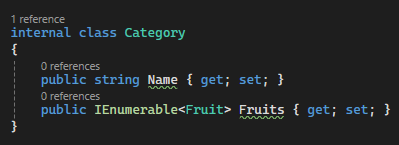 1 reference
internal class Category
{
0 references
public string Name { get; set; }
0 references
public IEnumerable<Fruit> Fruits { get; set; }
}